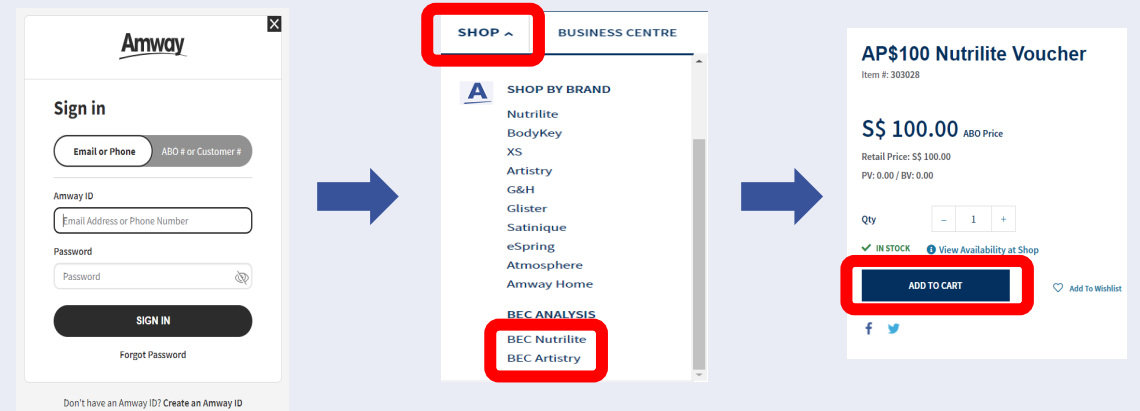 X
Amway
Sign in
Email or Phone
ABO # or Customer #
Amway ID
Email Address or Phone Number
Password
Password
SIGN IN
Forgot Password
Don't have an Amway ID? Create an Amway ID
SHOP
BUSINESS CENTRE
A
SHOP BY BRAND
Nutrilite
BodyKey
XS
Artistry
G&H
Glister
Satinique
eSpring
Atmosphere
Amway Home
BEC ANALYSIS
BEC Nutrilite
BEC Artistry
AP$100 Nutrilite Voucher
Item #: 303028
S$ 100.00 ABO Price
Retail Price: S$ 100.00
PV: 0.00 / BV: 0.00
Qty – 1 +
IN STOCK View Availability at Shop
ADD TO CART
Add To Wishlist